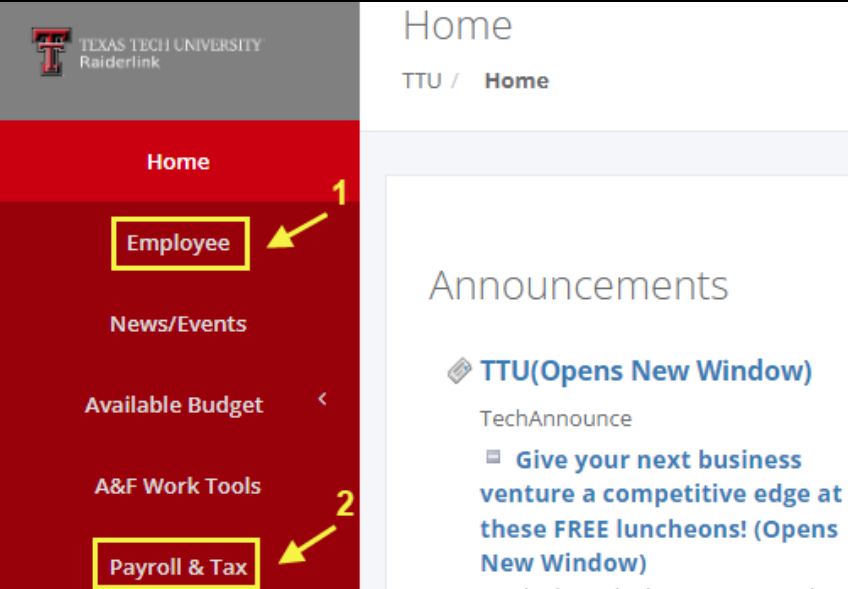 TEXAS TECH UNIVERSITY
Raiderlink
Home
Employee
News/Events
Available Budget
A&F Work Tools
Payroll & Tax
1
2
Home
TTU / Home
Announcements
TTU(Opens New Window)
TechAnnounce
Give your next business
venture a competitive edge at
these FREE luncheons! (Opens
New Window)